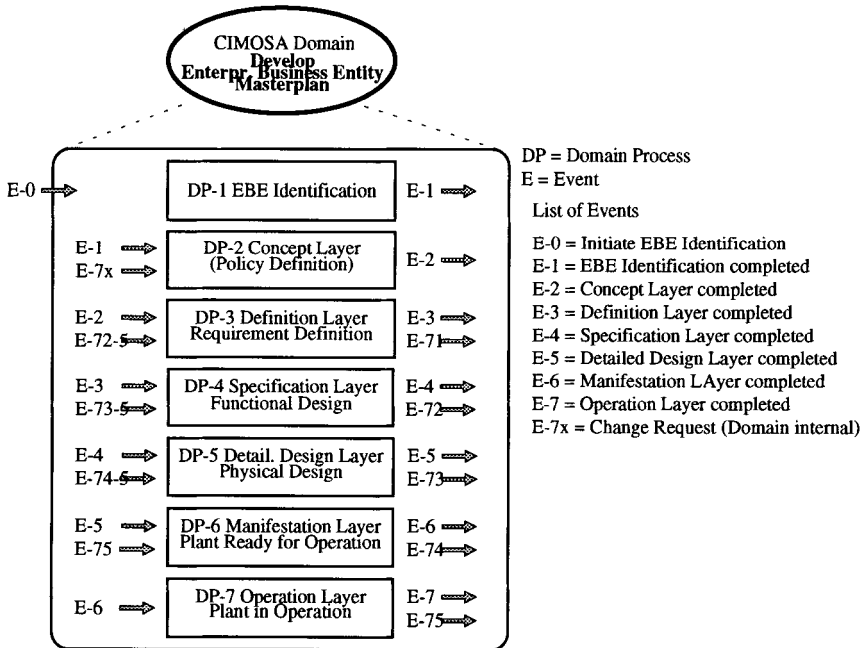 CIMOSA Domain
Develop
Enterpr. Business Entity
Masterplan
E-0
DP-1 EBE Identification
E-1
E-1
E-7x
DP-2 Concept Layer
(Policy Definition)
E-2
E-2
E-72-5
DP-3 Definition Layer
Requirement Definition
E-3
E-71
E-3
E-73-5
DP-4 Specification Layer
Functional Design
E-4
E-72
E-4
E-74-5
DP-5 Detail. Design Layer
Physical Design
E-5
E-73
E-5
E-75
DP-6 Manifestation Layer
Plant Ready for Operation
E-6
E-74
E-6
DP-7 Operation Layer
Plant in Operation
E-7
E-75
DP = Domain Process
E = Event
List of Events
E-0 = Initiate EBE Identification
E-1 = EBE Identification completed
E-2 = Concept Layer completed
E-3 = Definition Layer completed
E-4 = Specification Layer completed
E-5 = Detailed Design Layer completed
E-6 = Manifestation LAyer completed
E-7 = Operation Layer completed
E-7x = Change Request (Domain internal)